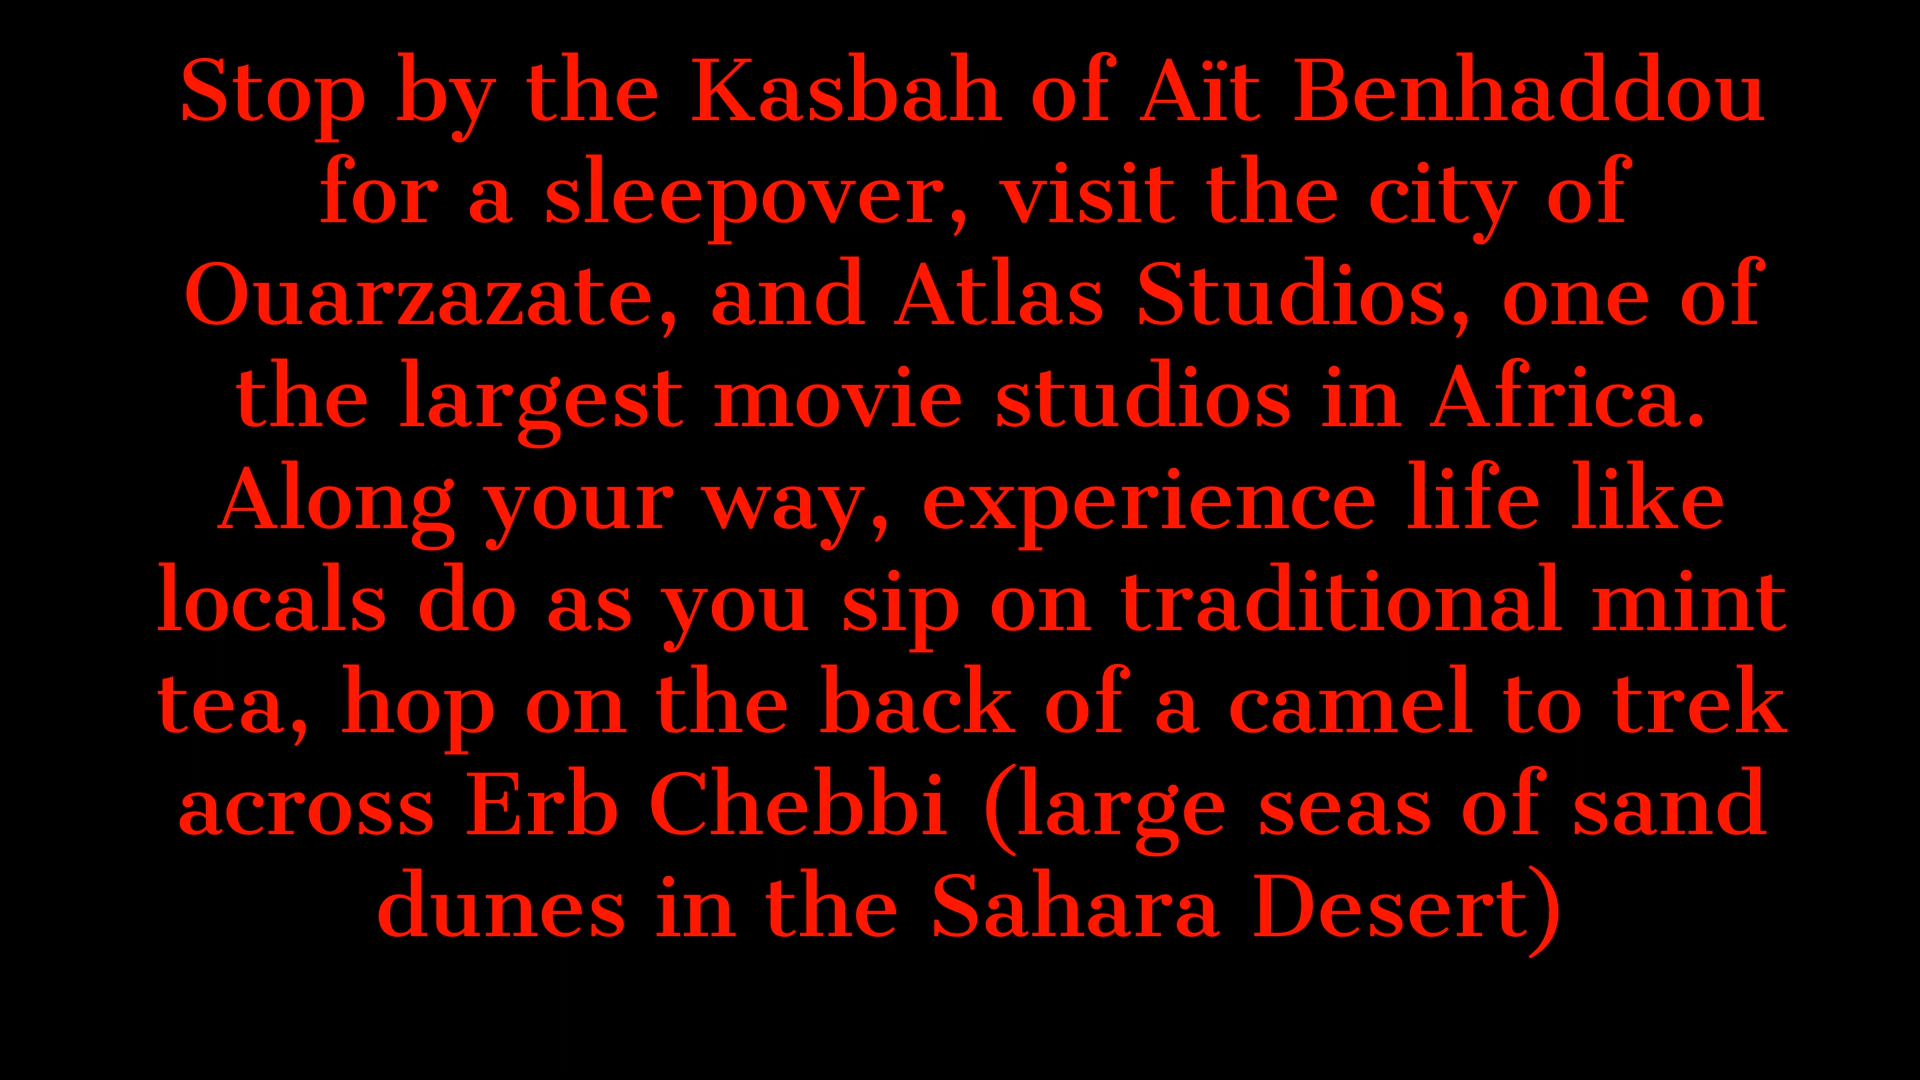 Stop by the Kasbah of Aït Benhaddou
for a sleepover, visit the city of
Ouarzazate, and Atlas Studios, one of
the largest movie studios in Africa.
Along your way, experience life like
locals do as you sip on traditional mint
tea, hop on the back of a camel to trek
across Erb Chebbi (large seas of sand
dunes in the Sahara Desert)